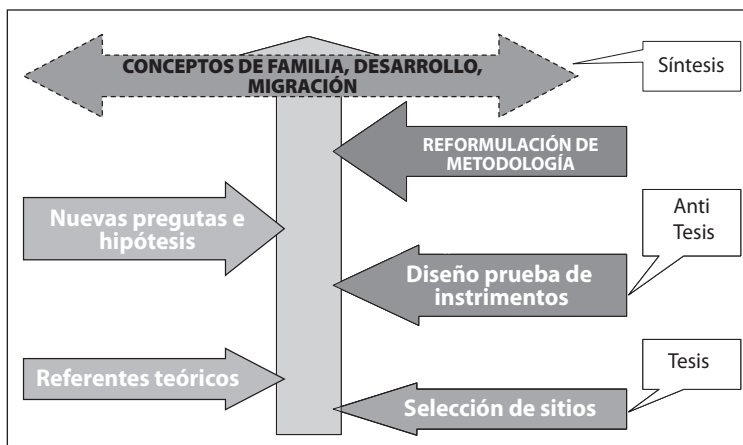 CONCEPTOS DE FAMILIA, DESARROLLO,
MIGRACIÓN
Síntesis
REFORMULACIÓN DE
METODOLOGÍA
Nuevas pregutas e
hipótesis
Anti
Tesis
Diseño prueba de
instrimentos
Referentes teóricos
Tesis
Selección de sitios